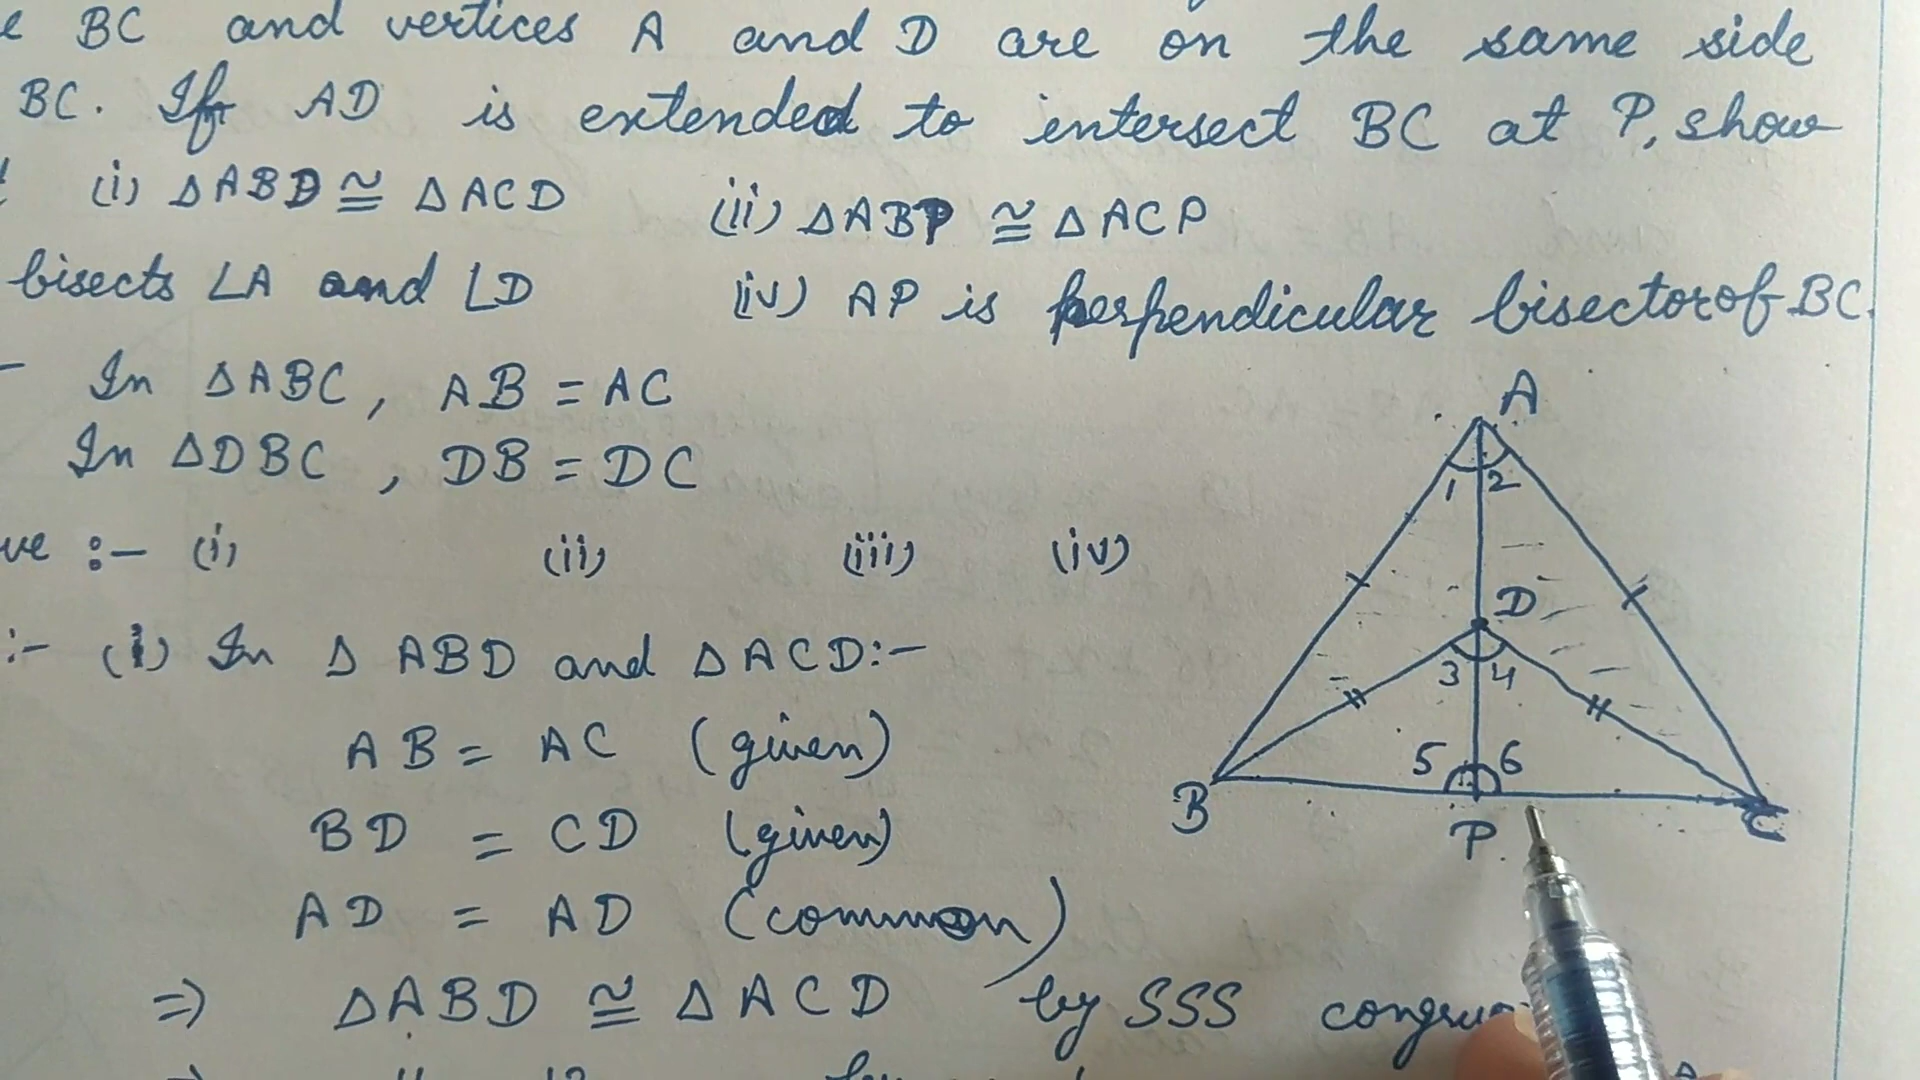 BC and vertices A and D are on the same side
BC. If AD is extended to intersect BC at P, show
(i) ΔABD ≅ ΔACD (ii) ΔABP ≅ ΔACP
bisects ∠A and ∠D (iv) AP is perpendicular bisector of BC.
In ΔABC, AB = AC
In ΔDBC, DB = DC
ve :- (i) (ii) (iii) (iv)
:- (i) In Δ ABD and ΔACD:-
AB = AC (given)
BD = CD (given)
AD = AD (common)
=> ΔABD ≅ ΔACD by SSS
A
1 2
D
3 4
5 6
B
P
C